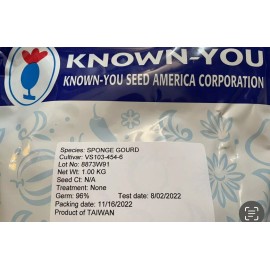 KNOWN-YOU
KNOWN-YOU SEED AMERICA CORPORATION
Species: SPONGE GOURD
Cultivar: VS103-454-6
Lot No: 8873W91
Net Wt: 1.00 KG
Seed Ct: N/A
Treatment: None
Germ: 96% Test date: 8/02/2022
Packing date: 11/16/2022
Product of TAIWAN